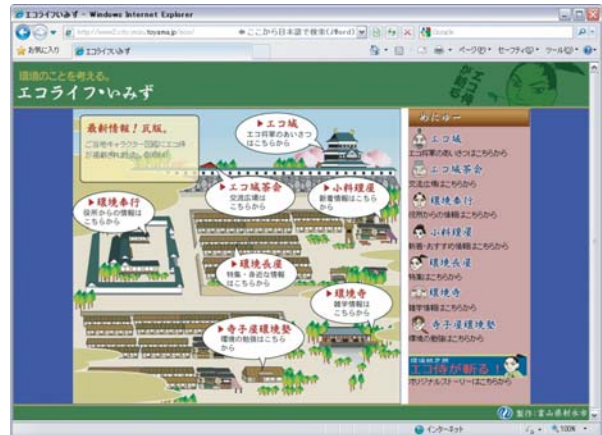 エコライフいみず - Windows Internet Explorer
ここから日本語で検索(JWord)
お気に入り
エコライフいみず
ページ(P)
セーフティ(S)
ツール(O)
環境のことを考える。
エコライフ・いみず
最新情報！瓦版。
▶エコ城
エコ将軍のあいさつ
はこちらから
▶エコ城茶会
交流広場は
こちらから
▶小料理屋
新着情報はこちら
から
▶環境奉行
役所からの情報は
こちらから
▶環境長屋
特集・身近な情報
はこちらから
▶環境寺
雑学情報は
こちらから
▶寺子屋環境塾
環境の勉強はこちら
から
めにゅー
エコ城
エコ将軍のあいさつはこちらから
エコ城茶会
交流広場はこちらから
環境奉行
役所からの情報はこちらから
小料理屋
新着・おすすめ情報はこちらから
環境長屋
特集はこちらから
環境寺
雑学情報はこちらから
寺子屋環境塾
環境の勉強はこちらから
エコ侍が斬る！
オリジナルストーリーはこちらから
製作:富山県射水市
インターネット
100%